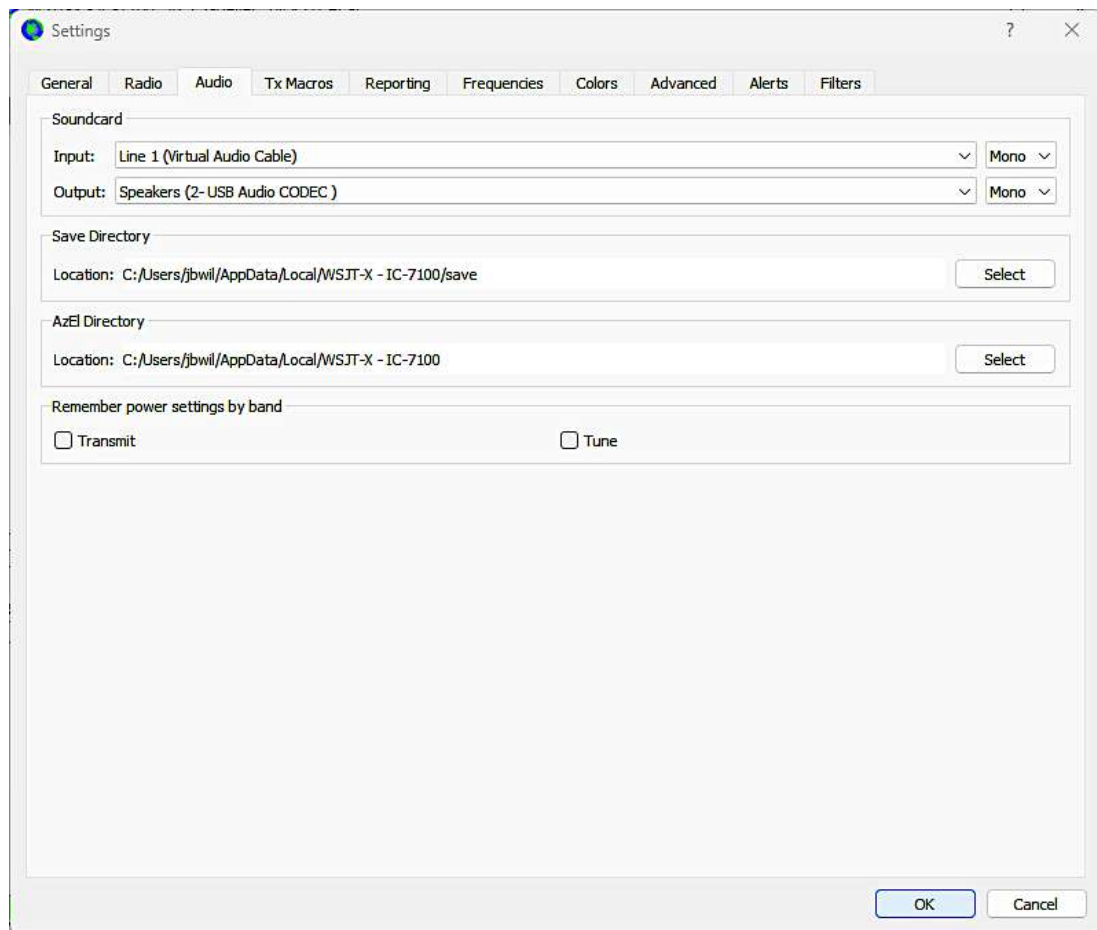 Settings
? ×
General Radio Audio Tx Macros Reporting Frequencies Colors Advanced Alerts Filters
Soundcard
Input: Line 1 (Virtual Audio Cable) Mono
Output: Speakers (2- USB Audio CODEC ) Mono
Save Directory
Location: C:/Users/jbwil/AppData/Local/WSJT-X - IC-7100/save Select
AzEl Directory
Location: C:/Users/jbwil/AppData/Local/WSJT-X - IC-7100 Select
Remember power settings by band
Transmit Tune
OK Cancel